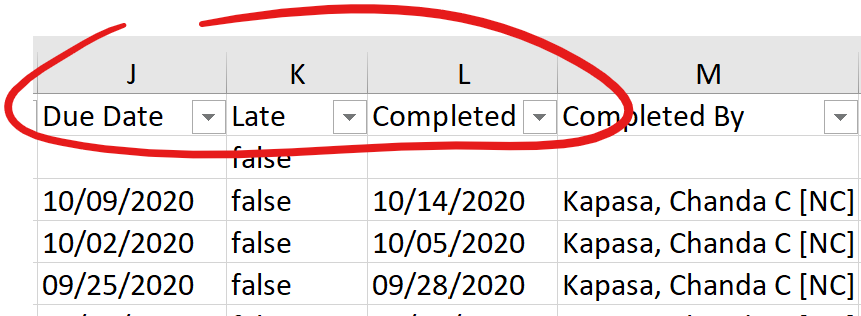 J K L M
Due Date Late Completed Completed By
false
10/09/2020 false 10/14/2020 Kapasa, Chanda C [NC]
10/02/2020 false 10/05/2020 Kapasa, Chanda C [NC]
09/25/2020 false 09/28/2020 Kapasa, Chanda C [NC]